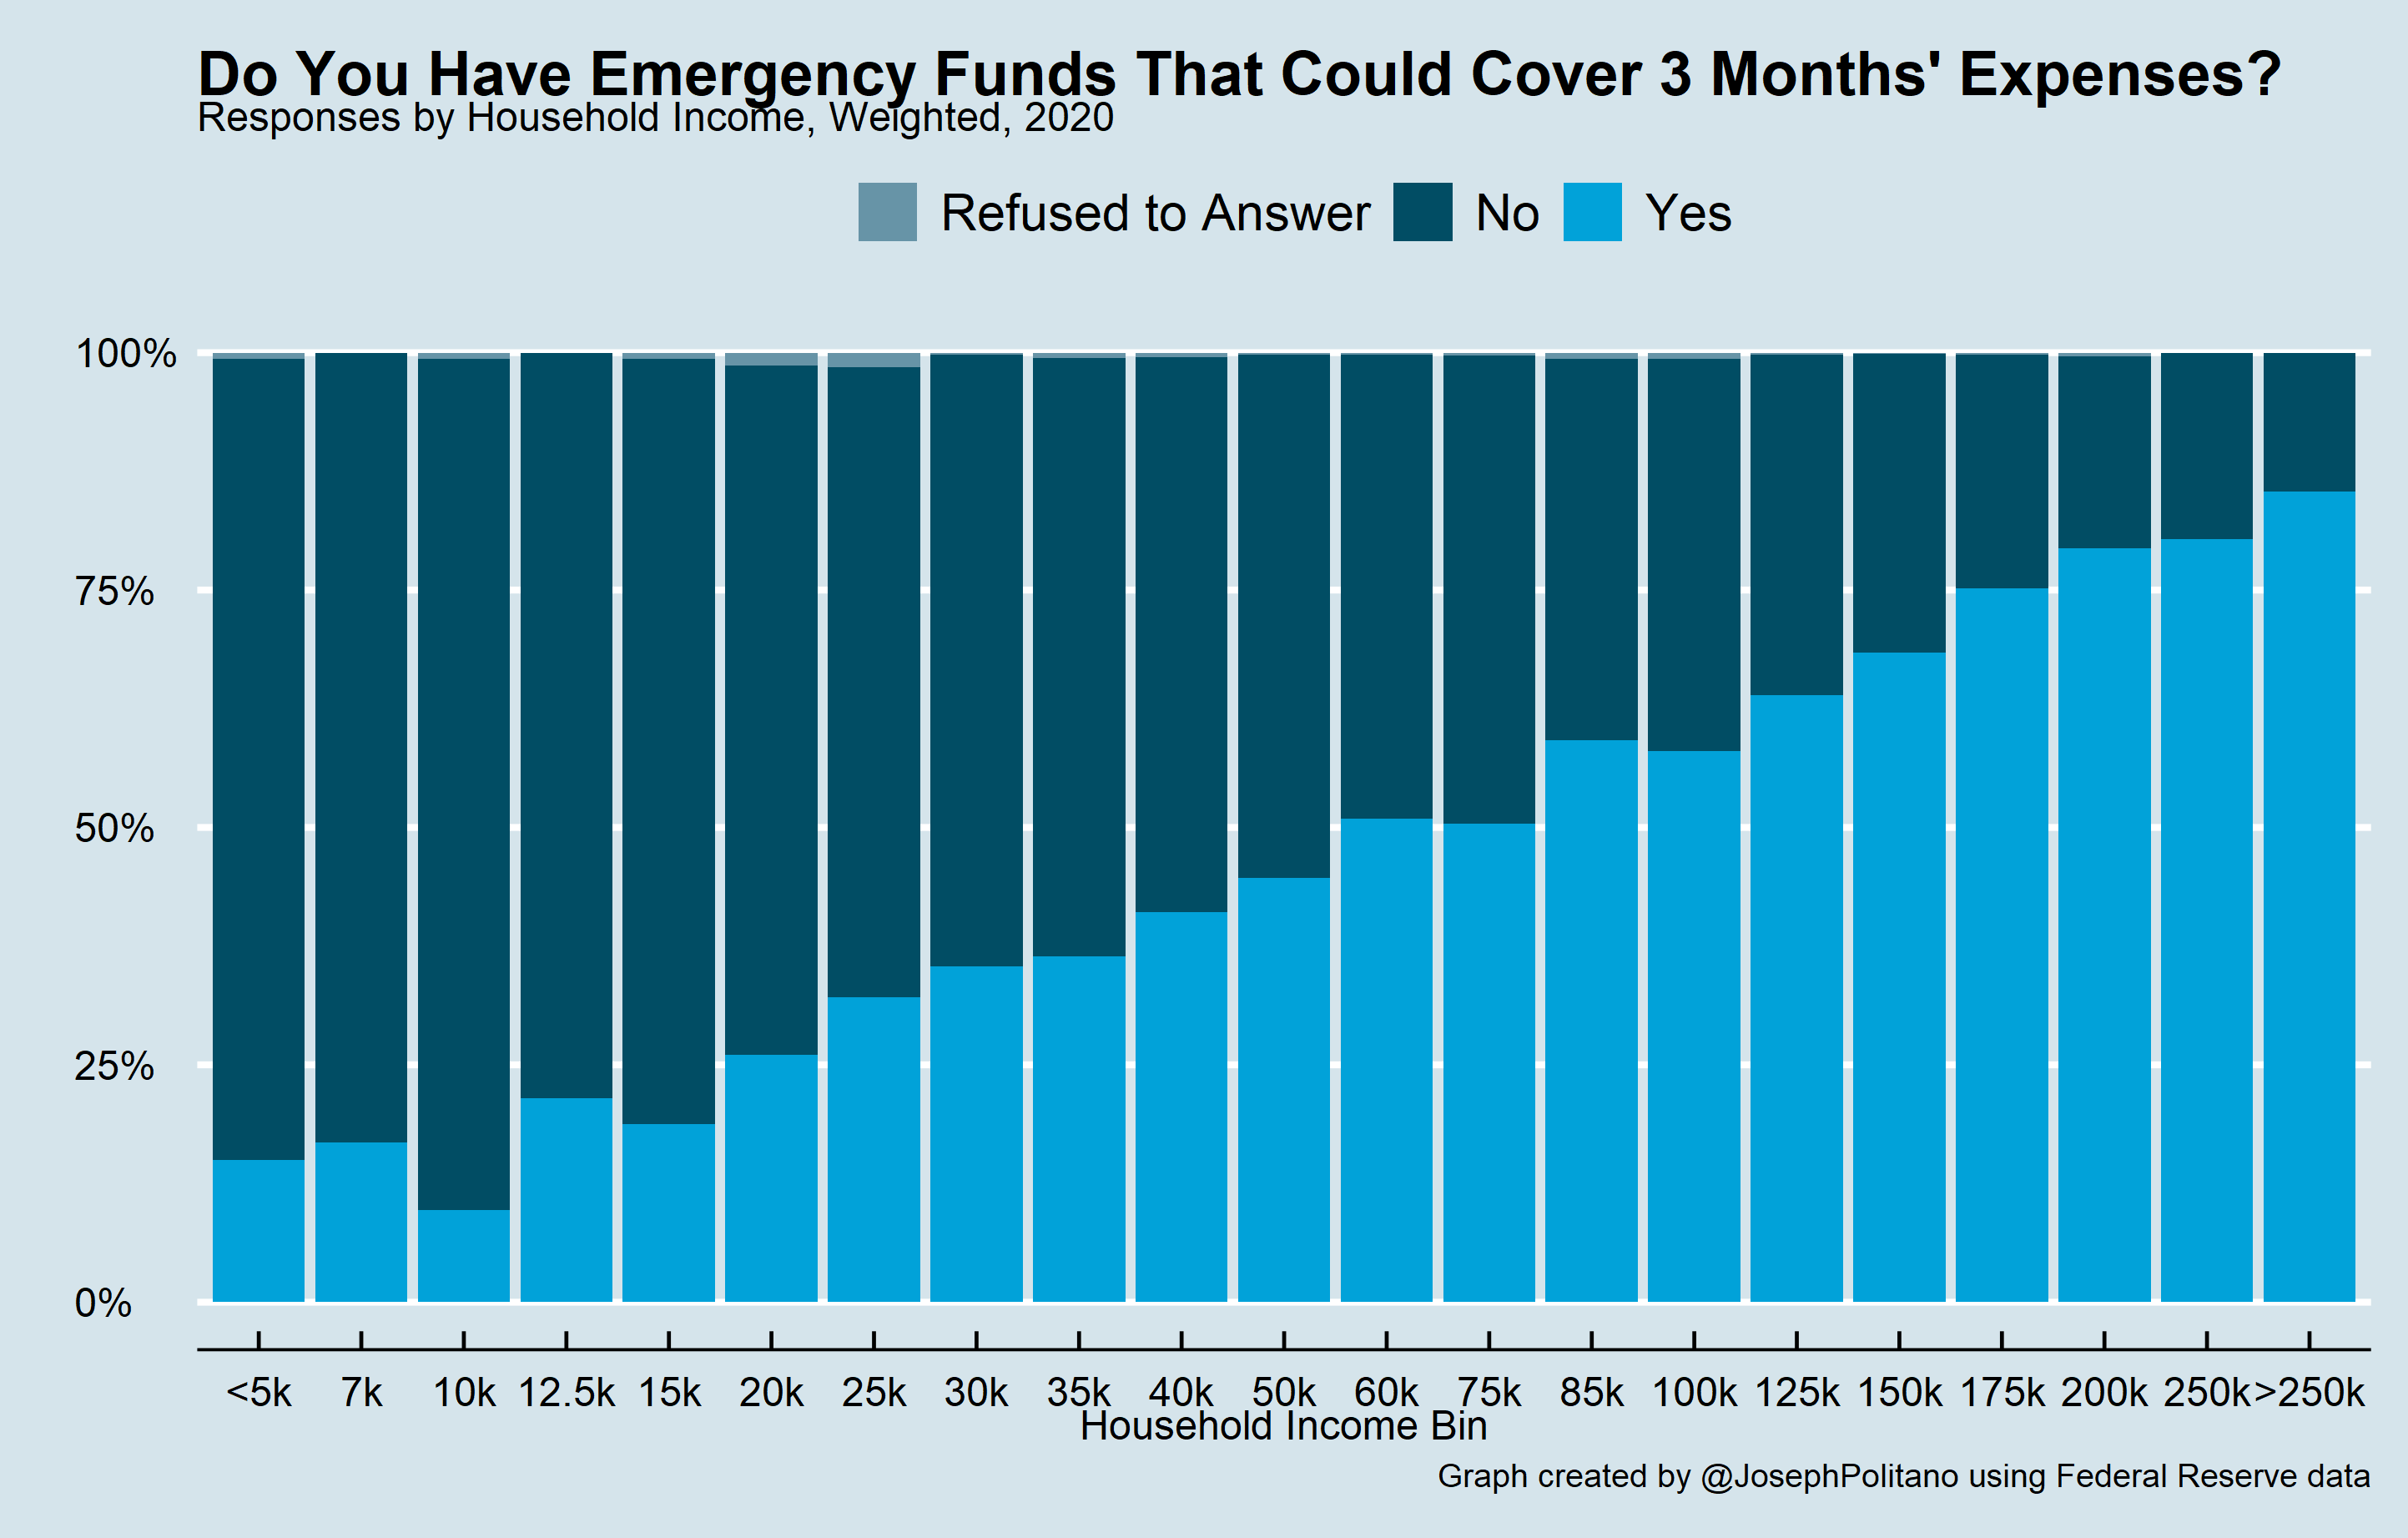 Do You Have Emergency Funds That Could Cover 3 Months' Expenses?
Responses by Household Income, Weighted, 2020
Refused to Answer No Yes
100%
75%
50%
25%
0%
<5k 7k 10k 12.5k 15k 20k 25k 30k 35k 40k 50k 60k 75k 85k 100k 125k 150k 175k 200k 250k >250k
Household Income Bin
Graph created by @JosephPolitano using Federal Reserve data